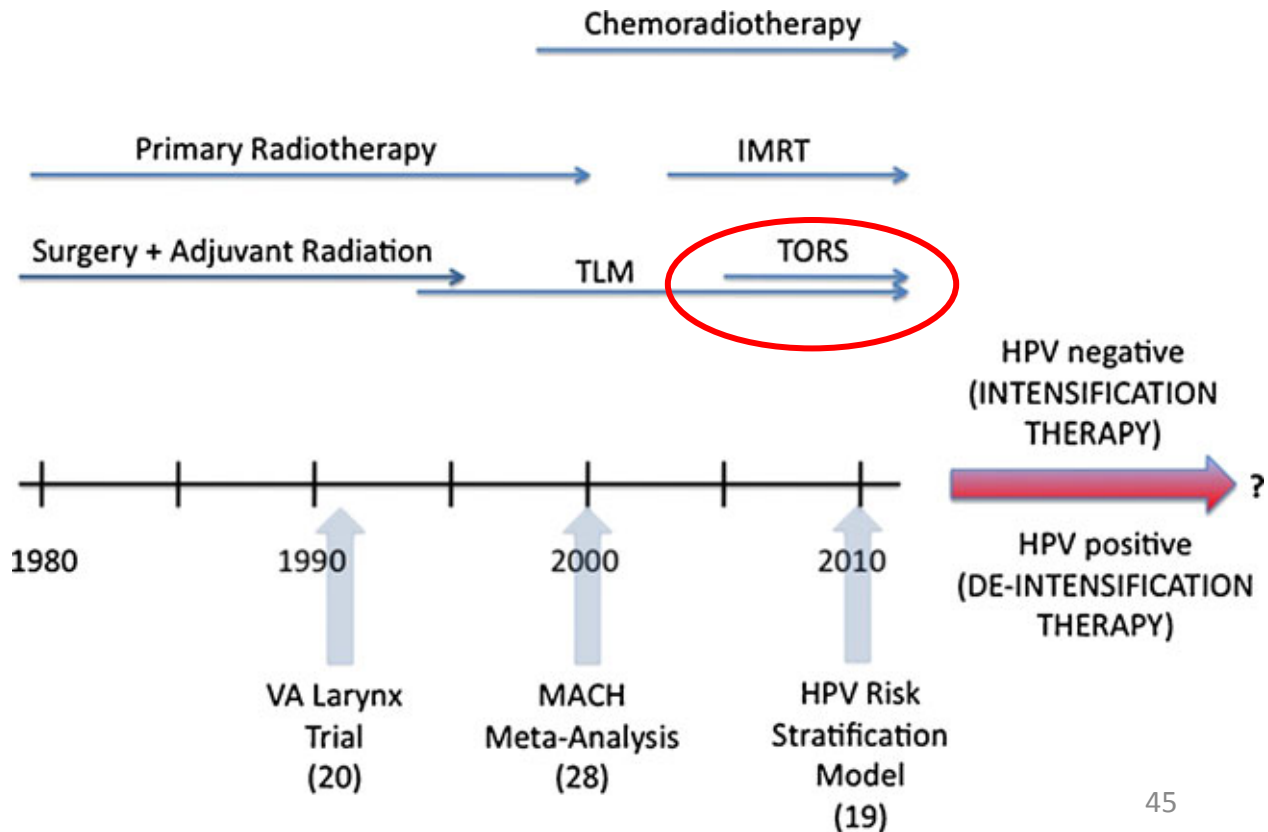 Chemoradiotherapy
Primary Radiotherapy
IMRT
Surgery + Adjuvant Radiation
TORS
TLM
HPV negative
(INTENSIFICATION
THERAPY)
?
1980
1990
2000
2010
HPV positive
(DE-INTENSIFICATION
THERAPY)
VA Larynx
Trial
(20)
MACH
Meta-Analysis
(28)
HPV Risk
Stratification
Model
(19)
45